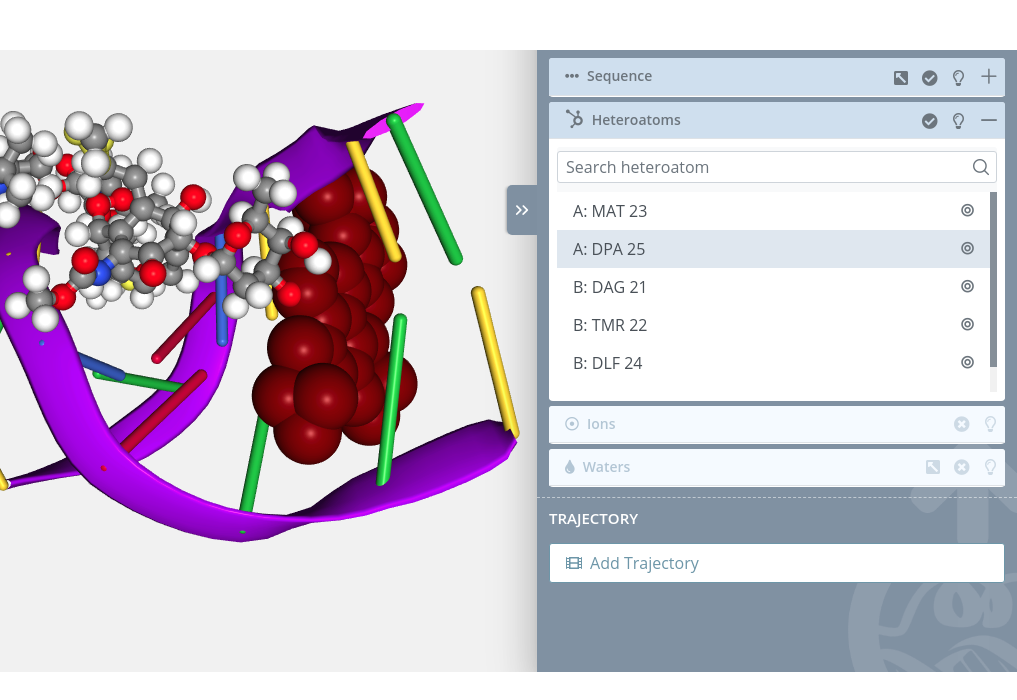 Sequence
Heteroatoms
Search heteroatom
A: MAT 23
A: DPA 25
B: DAG 21
B: TMR 22
B: DLF 24
Ions
Waters
TRAJECTORY
Add Trajectory